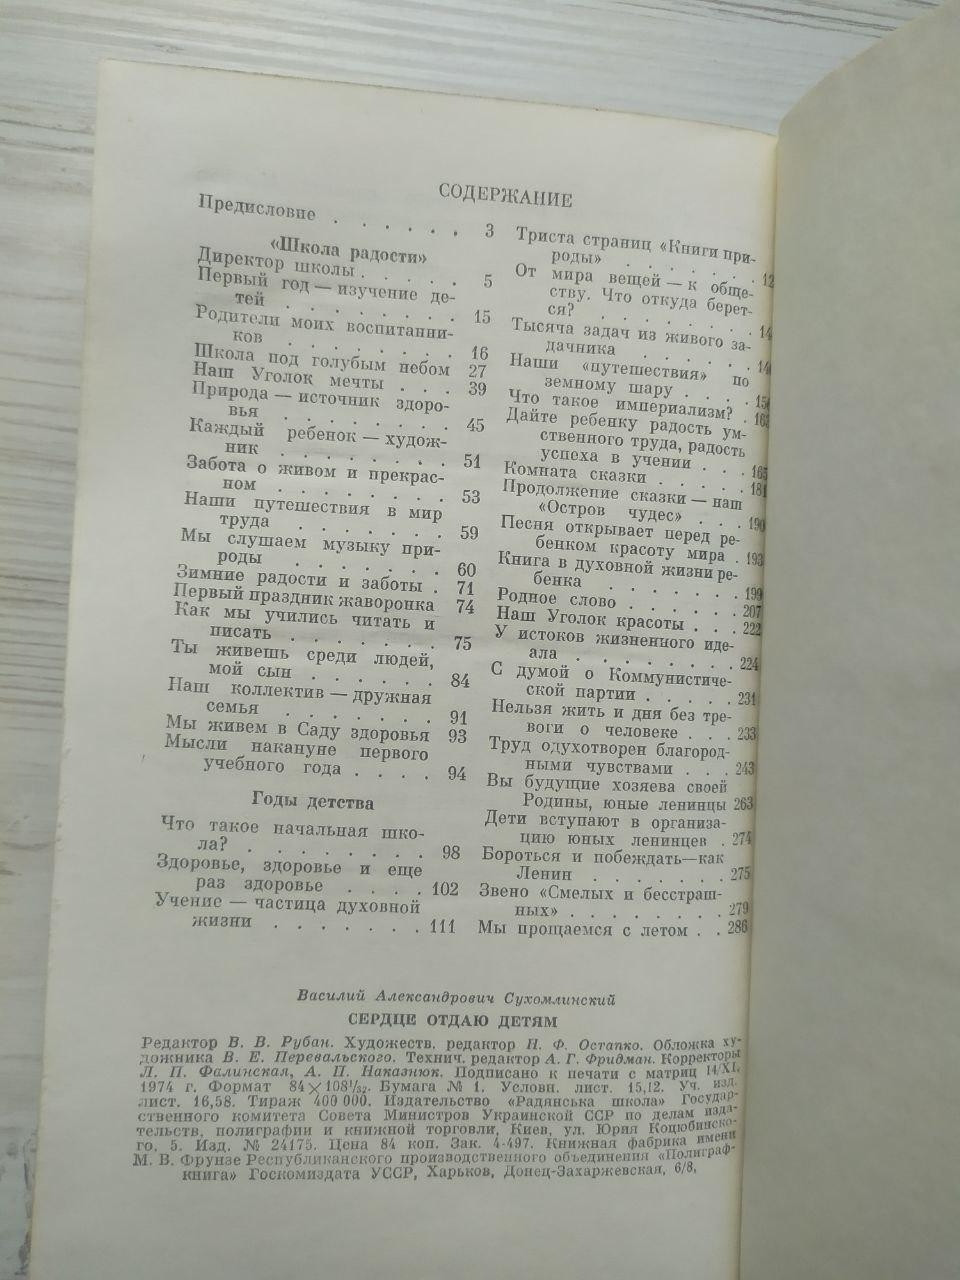 СОДЕРЖАНИЕ
Предисловие . . . . . . 3
«Школа радости»
Директор школы . . . . 5
Первый год — изучение де-
тей . . . . . . . 15
Родители моих воспитанни-
ков . . . . . . . 16
Школа под голубым небом 27
Наш Уголок мечты . . . 39
Природа — источник здоро-
вья . . . . . . . 45
Каждый ребенок — худож-
ник . . . . . . . 51
Забота о живом и прекрас-
ном . . . . . . . 53
Наши путешествия в мир
труда . . . . . . 59
Мы слушаем музыку при-
роды . . . . . . . 60
Зимние радости и заботы . 71
Первый праздник жаворонка 74
Как мы учились читать и
писать . . . . . . . 75
Ты живешь среди людей,
мой сын . . . . . . 84
Наш коллектив — дружная
семья . . . . . . . 91
Мы живем в Саду здоровья 93
Мысли накануне первого
учебного года . . . . 94
Годы детства
Что такое начальная шко-
ла? . . . . . . . . 98
Здоровье, здоровье и еще
раз здоровье . . . . 102
Учение — частица духовной
жизни . . . . . . . 111
Триста страниц «Книги при-
роды» . . . . . .
От мира вещей — к обще-
ству. Что откуда берет-
ся? . . . . . . . .
Тысяча задач из живого за-
дачника . . . . . .
Наши «путешествия» по
земному шару . . . .
Что такое империализм? . 163
Дайте ребенку радость ум-
ственного труда, радость
успеха в учении . . . 165
Комната сказки . . . . . 181
Продолжение сказки — наш
«Остров чудес» . . . 190
Песня открывает перед ре-
бенком красоту мира . 193
Книга в духовной жизни ре-
бенка . . . . . . . 199
Родное слово . . . . . . 207
Наш Уголок красоты . . . 222
У истоков жизненного иде-
ала . . . . . . . . 224
С думой о Коммунистиче-
ской партии . . . . . 231
Нельзя жить и дня без тре-
воги о человеке . . . 233
Труд одухотворен благород-
ными чувствами . . . 243
Вы будущие хозяева своей
Родины, юные ленинцы 263
Дети вступают в организа-
цию юных ленинцев . 274
Бороться и побеждать—как
Ленин . . . . . . . 275
Звено «Смелых и бесстраш-
ных» . . . . . . . . 279
Мы прощаемся с летом . . 286
Василий Александрович Сухомлинский
СЕРДЦЕ ОТДАЮ ДЕТЯМ
Редактор В. В. Рубан. Художеств. редактор Н. Ф. Остапко. Обложка ху-
дожника В. Е. Перевальского. Технич. редактор А. Г. Фридман. Корректоры
Л. П. Фалинская, А. П. Наказнюк. Подписано к печати с матриц 14/XI.
1974 г. Формат 84×108¹/₃₂. Бумага № 1. Условн. лист. 15,12. Уч. изд.
лист. 16,58. Тираж 400 000. Издательство «Радянська школа» Государ-
ственного комитета Совета Министров Украинской ССР по делам изда-
тельств, полиграфии и книжной торговли, Киев, ул. Юрия Коцюбинско-
го, 5. Изд. № 24175. Цена 84 коп. Зак. 4-497. Книжная фабрика имени
М. В. Фрунзе Республиканского производственного объединения «Полиграф-
книга» Госкомиздата УССР, Харьков, Донец-Захаржевская, 6/8,